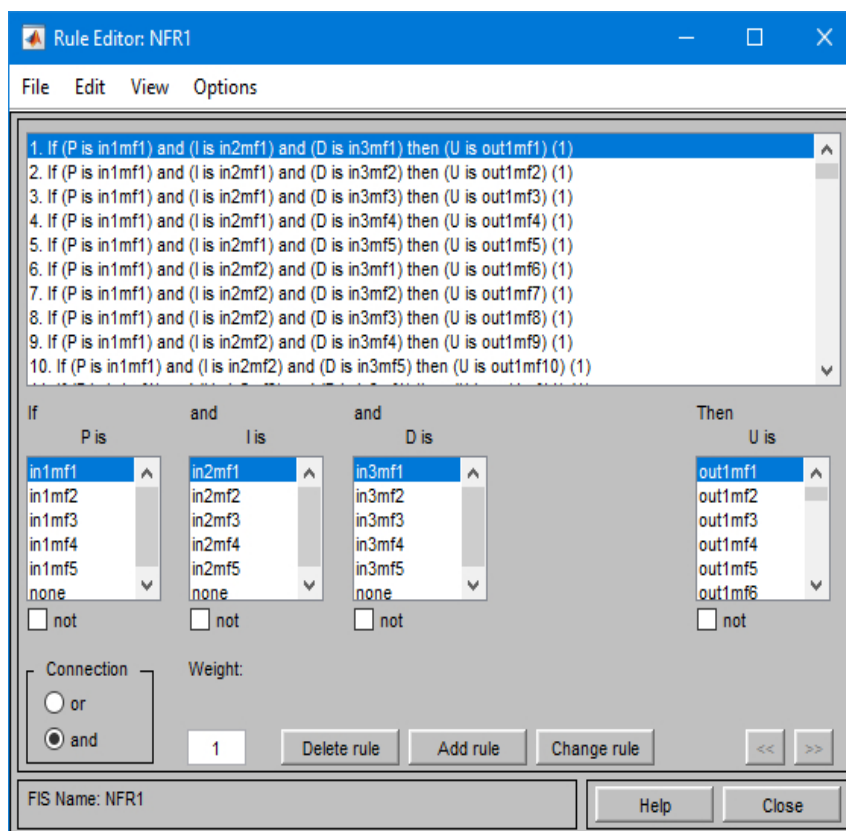 Rule Editor: NFR1
File Edit View Options
1. If (P is in1mf1) and (I is in2mf1) and (D is in3mf1) then (U is out1mf1) (1)
2. If (P is in1mf1) and (I is in2mf1) and (D is in3mf2) then (U is out1mf2) (1)
3. If (P is in1mf1) and (I is in2mf1) and (D is in3mf3) then (U is out1mf3) (1)
4. If (P is in1mf1) and (I is in2mf1) and (D is in3mf4) then (U is out1mf4) (1)
5. If (P is in1mf1) and (I is in2mf1) and (D is in3mf5) then (U is out1mf5) (1)
6. If (P is in1mf1) and (I is in2mf2) and (D is in3mf1) then (U is out1mf6) (1)
7. If (P is in1mf1) and (I is in2mf2) and (D is in3mf2) then (U is out1mf7) (1)
8. If (P is in1mf1) and (I is in2mf2) and (D is in3mf3) then (U is out1mf8) (1)
9. If (P is in1mf1) and (I is in2mf2) and (D is in3mf4) then (U is out1mf9) (1)
10. If (P is in1mf1) and (I is in2mf2) and (D is in3mf5) then (U is out1mf10) (1)
If and and Then
P is I is D is U is
in1mf1 in2mf1 in3mf1 out1mf1
in1mf2 in2mf2 in3mf2 out1mf2
in1mf3 in2mf3 in3mf3 out1mf3
in1mf4 in2mf4 in3mf4 out1mf4
in1mf5 in2mf5 in3mf5 out1mf5
none none none out1mf6
not not not not
Connection Weight:
or
and 1 Delete rule Add rule Change rule << >>
FIS Name: NFR1 Help Close